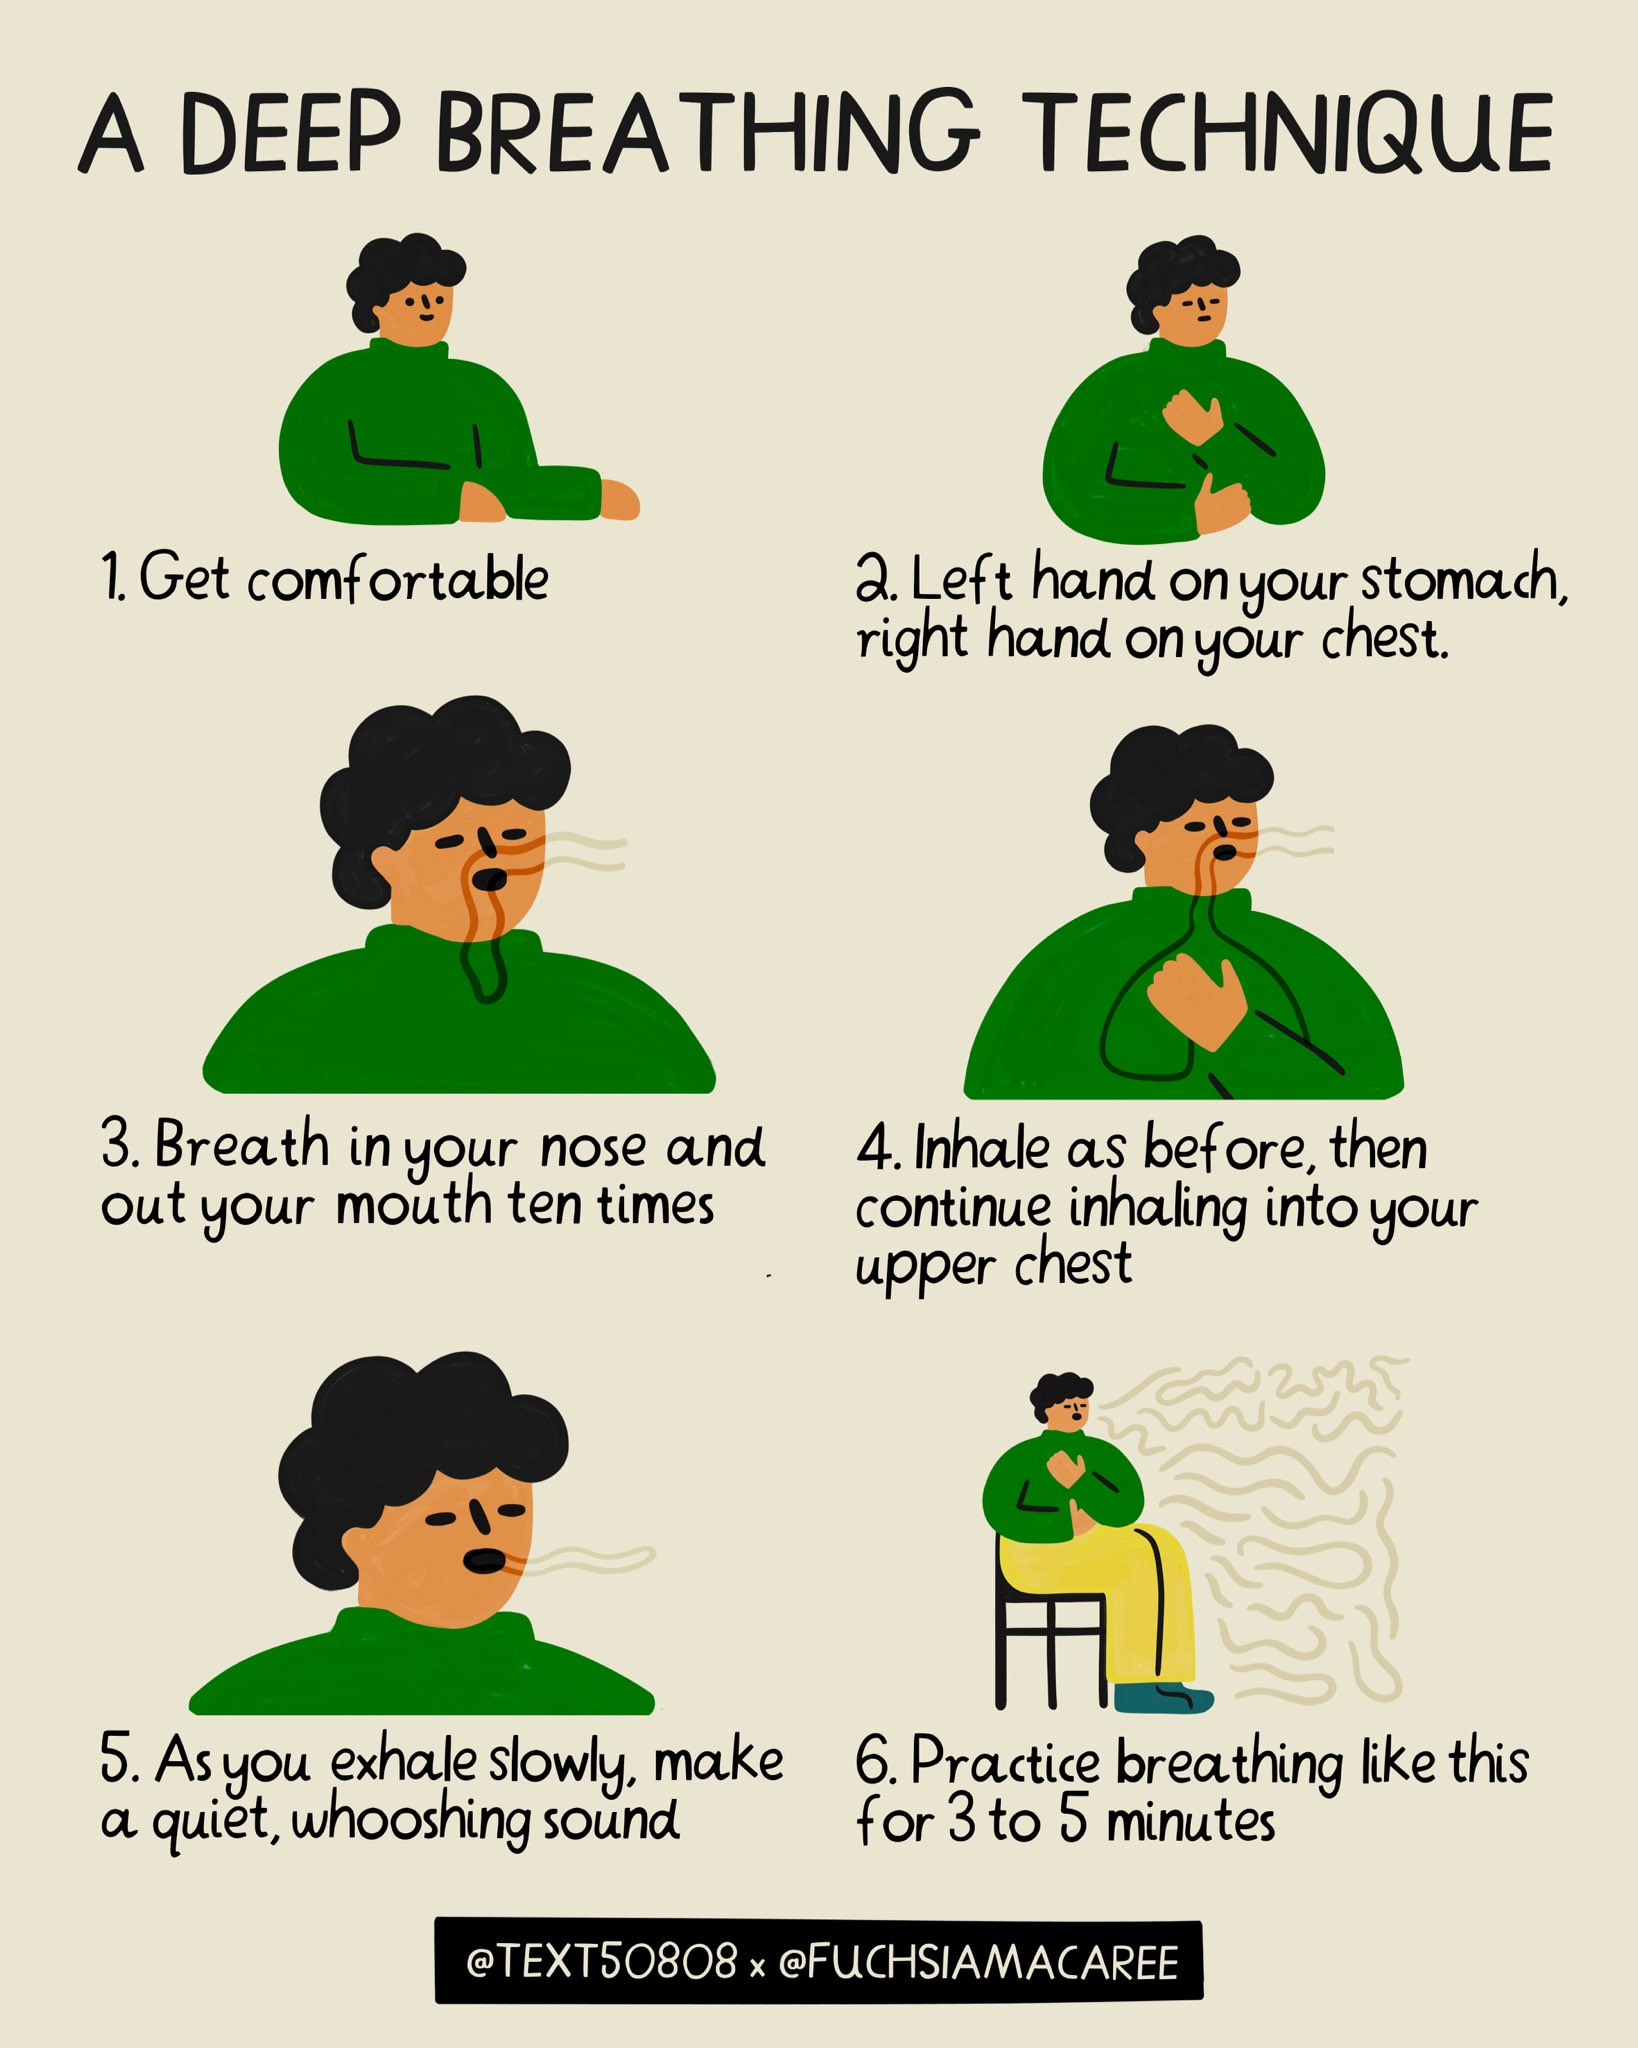 A DEEP BREATHING TECHNIQUE
1. Get comfortable
2. Left hand on your stomach,
right hand on your chest.
3. Breath in your nose and
out your mouth ten times
4. Inhale as before, then
continue inhaling into your
upper chest
5. As you exhale slowly, make
a quiet, whooshing sound
6. Practice breathing like this
for 3 to 5 minutes
@TEXT50808 x @FUCHSIAMACAREE